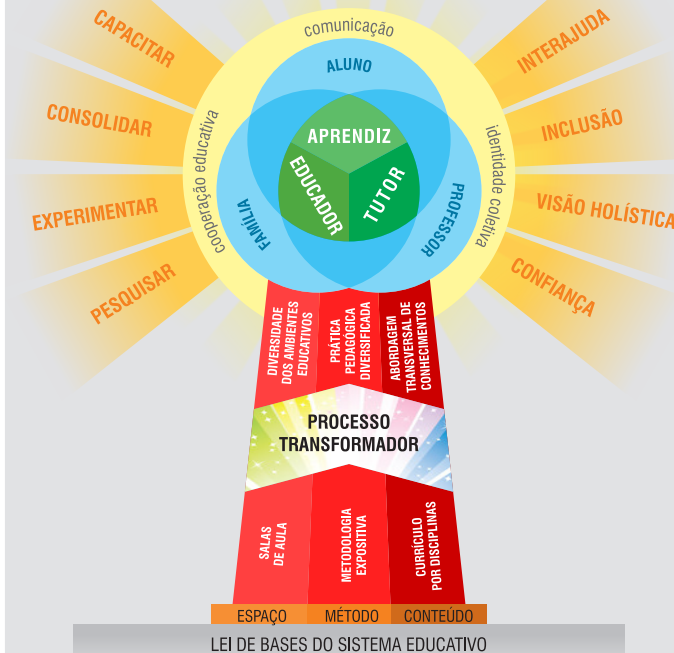 comunicação
CAPACITAR
INTERAJUDA
ALUNO
CONSOLIDAR
INCLUSÃO
cooperação educativa
APRENDIZ
identidade coletiva
EDUCADOR
TUTOR
EXPERIMENTAR
VISÃO HOLÍSTICA
FAMÍLIA
PROFESSOR
PESQUISAR
CONFIANÇA
DIVERSIDADE
DOS AMBIENTES
EDUCATIVOS
PRÁTICA
PEDAGÓGICA
DIVERSIFICADA
ABORDAGEM
TRANSVERSAL DE
CONHECIMENTOS
PROCESSO
TRANSFORMADOR
SALAS
DE AULA
METODOLOGIA
EXPOSITIVA
CURRÍCULO
POR DISCIPLINAS
ESPAÇO
MÉTODO
CONTEÚDO
LEI DE BASES DO SISTEMA EDUCATIVO